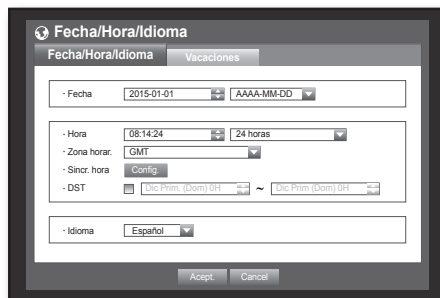 Fecha/Hora/Idioma
Fecha/Hora/Idioma Vacaciones
· Fecha 2015-01-01 AAAA-MM-DD
· Hora 08:14:24 24 horas
· Zona horar. GMT
· Sincr. hora Config.
· DST Dic Prim. (Dom) 0H ~ Dic Prim (Dom) 0H
· Idioma Español
Acept. Cancel